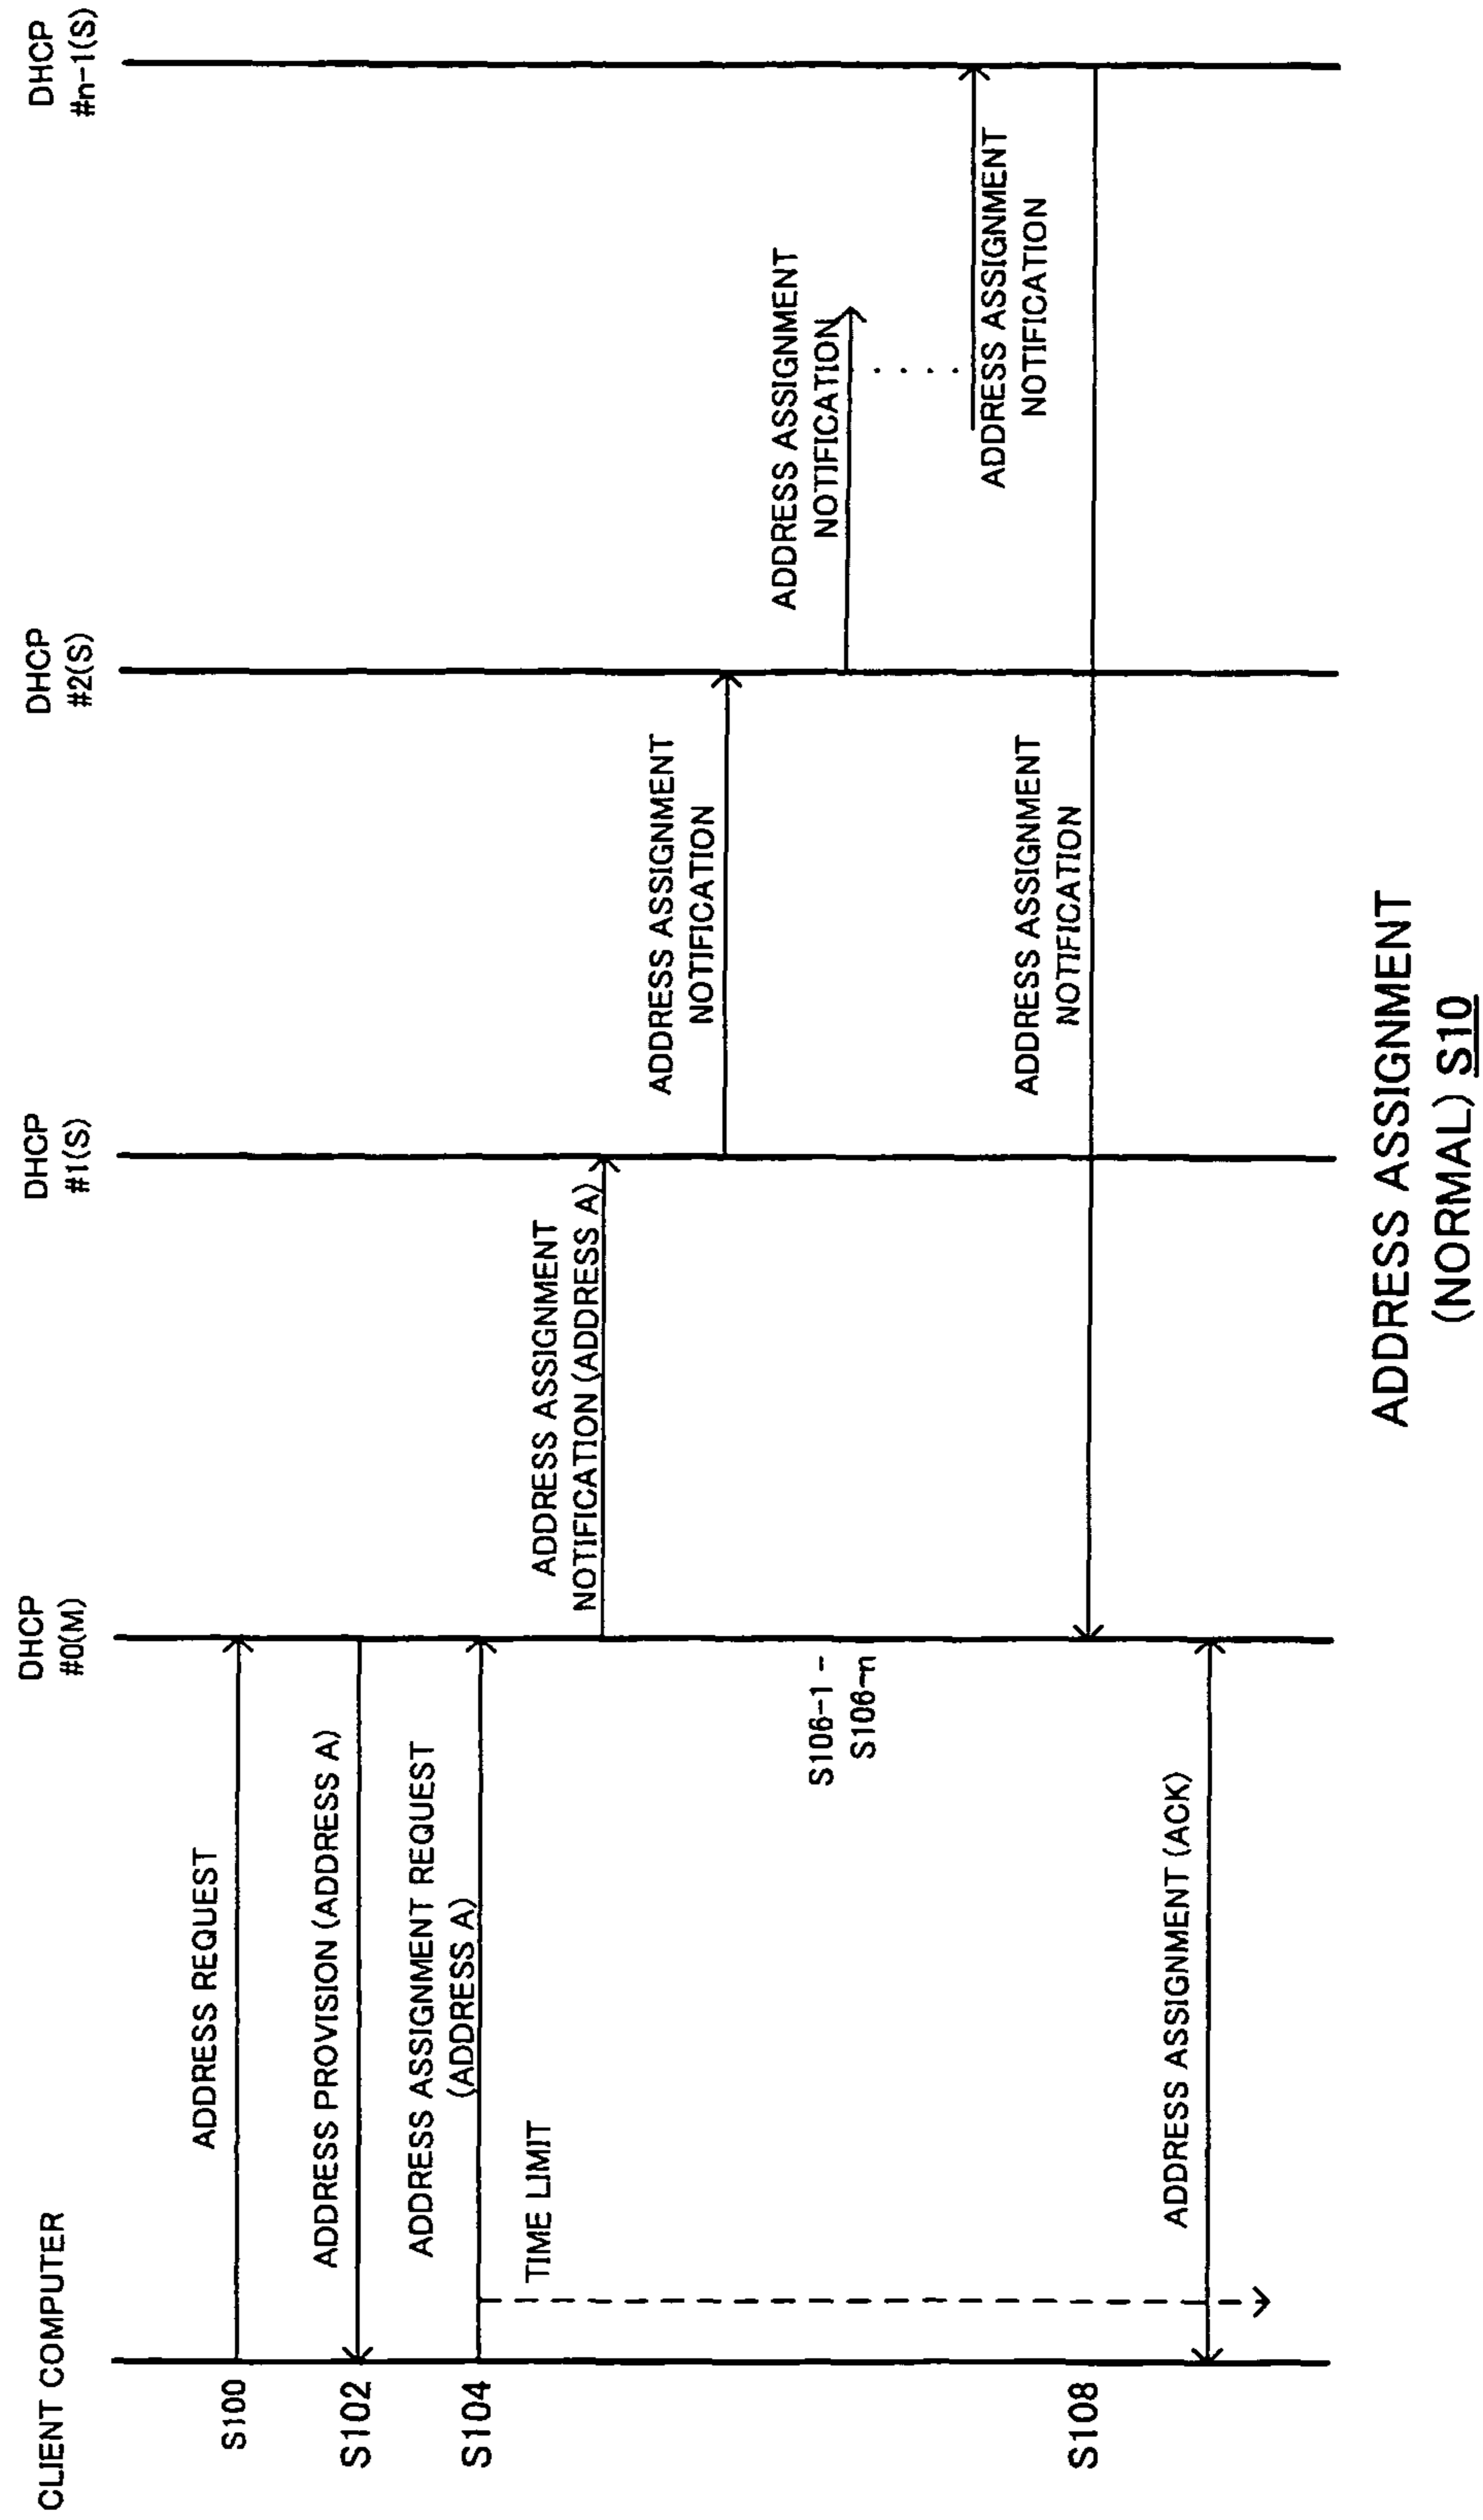 CLIENT COMPUTER
DHCP
#0(M)
DHCP
#1(S)
DHCP
#2(S)
DHCP
#n-1(S)
S100
ADDRESS REQUEST
S102
ADDRESS PROVISION (ADDRESS A)
S104
ADDRESS ASSIGNMENT REQUEST
(ADDRESS A)
TIME LIMIT
ADDRESS ASSIGNMENT
NOTIFICATION (ADDRESS A)
ADDRESS ASSIGNMENT
NOTIFICATION
ADDRESS ASSIGNMENT
NOTIFICATION
S106-1 -
S106-n
ADDRESS ASSIGNMENT
NOTIFICATION
ADDRESS ASSIGNMENT
NOTIFICATION
S108
ADDRESS ASSIGNMENT (ACK)
ADDRESS ASSIGNMENT
(NORMAL) S10